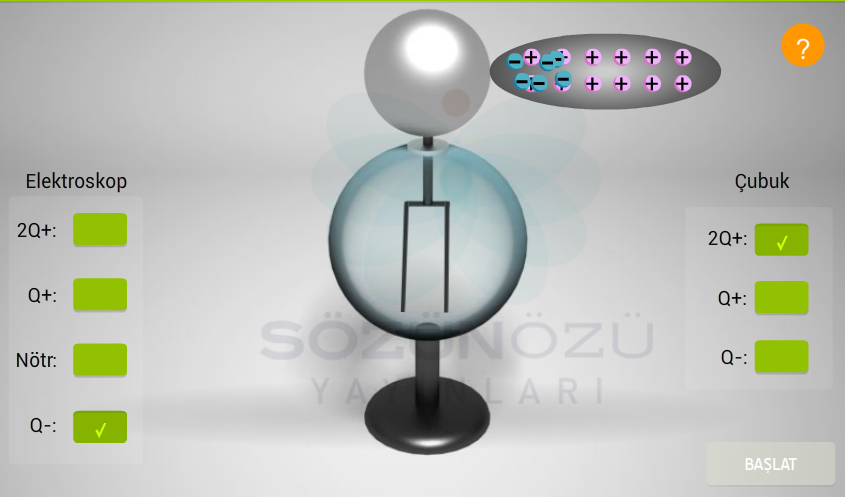 ?
Elektroskop
2Q+:
Q+:
Nötr:
Q-:
Çubuk
2Q+:
Q+:
Q-:
SÖZÜNÖZÜ
YAYINLARI
BAŞLAT